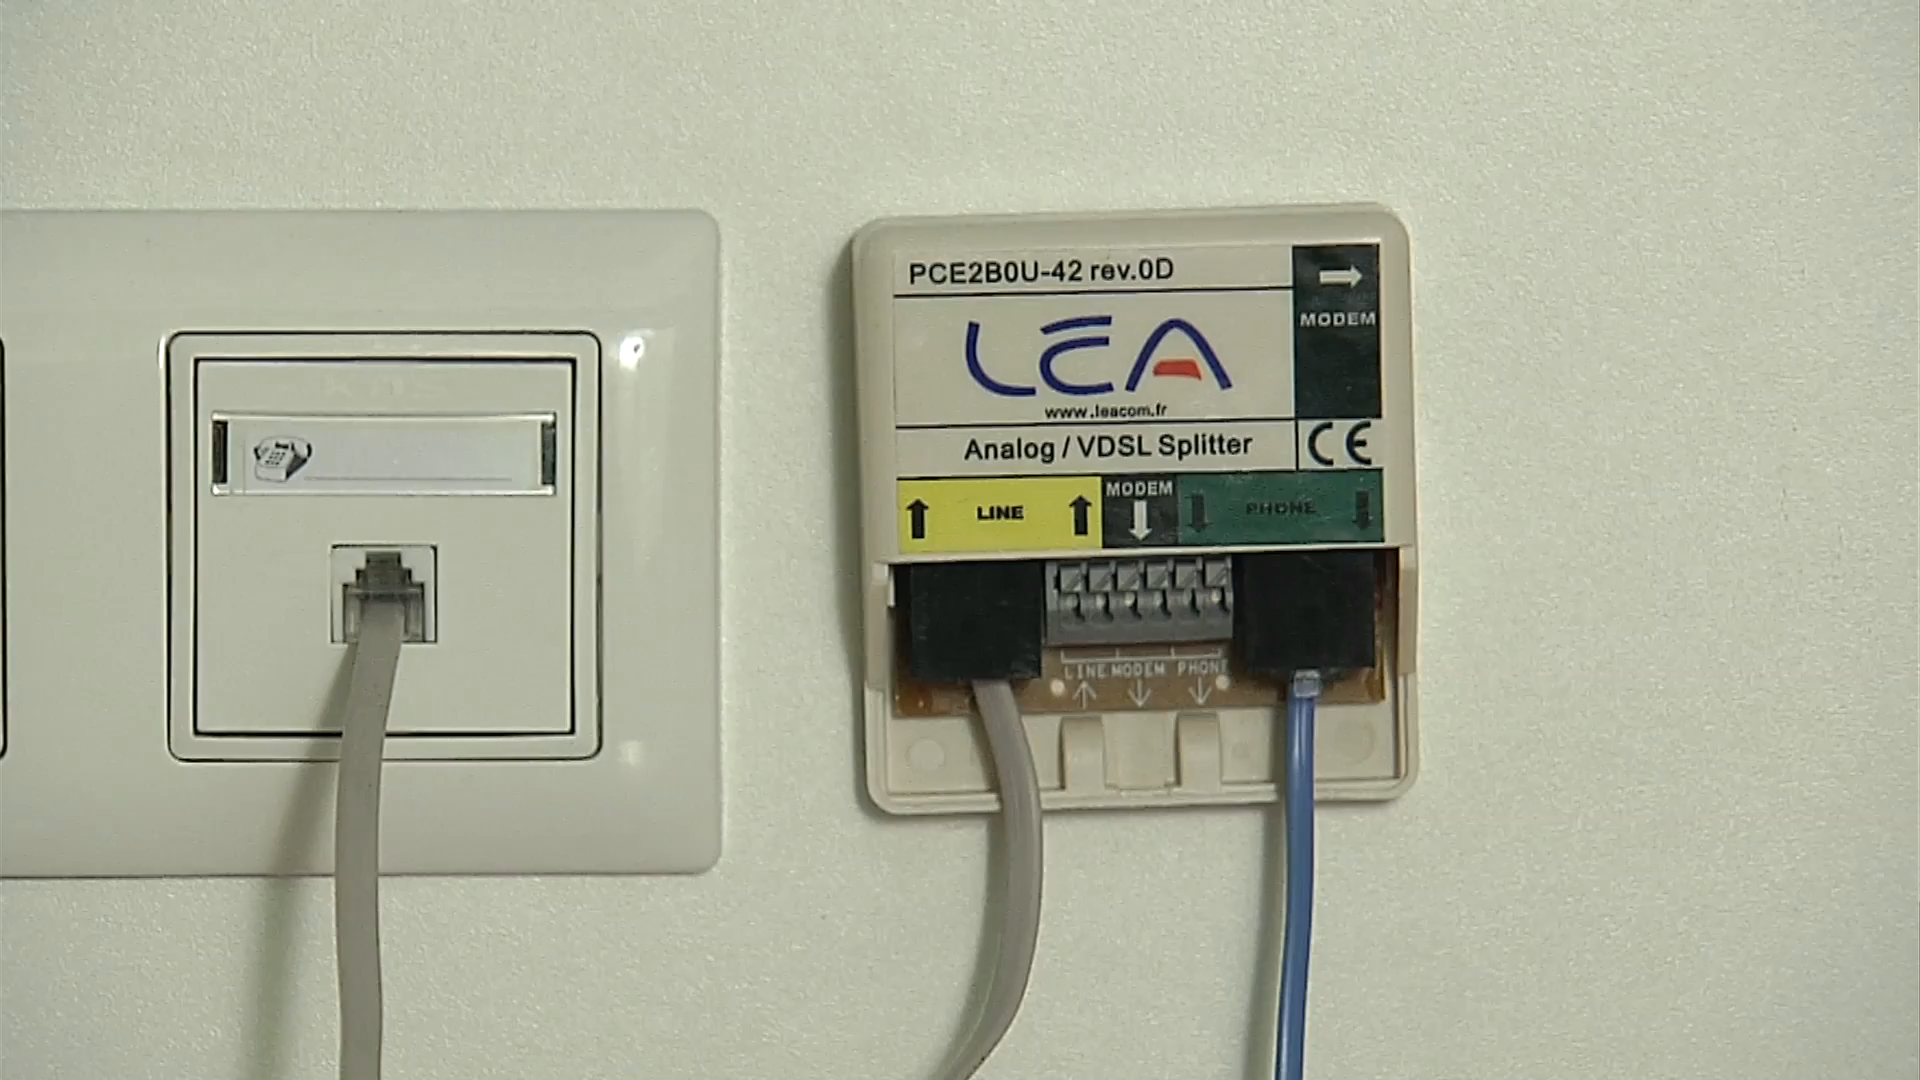 PCE2B0U-42 rev.0D
MODEM
LEA
www.leacom.fr
Analog / VDSL Splitter
CE
LINE
MODEM
PHONE
LINE MODEM PHONE